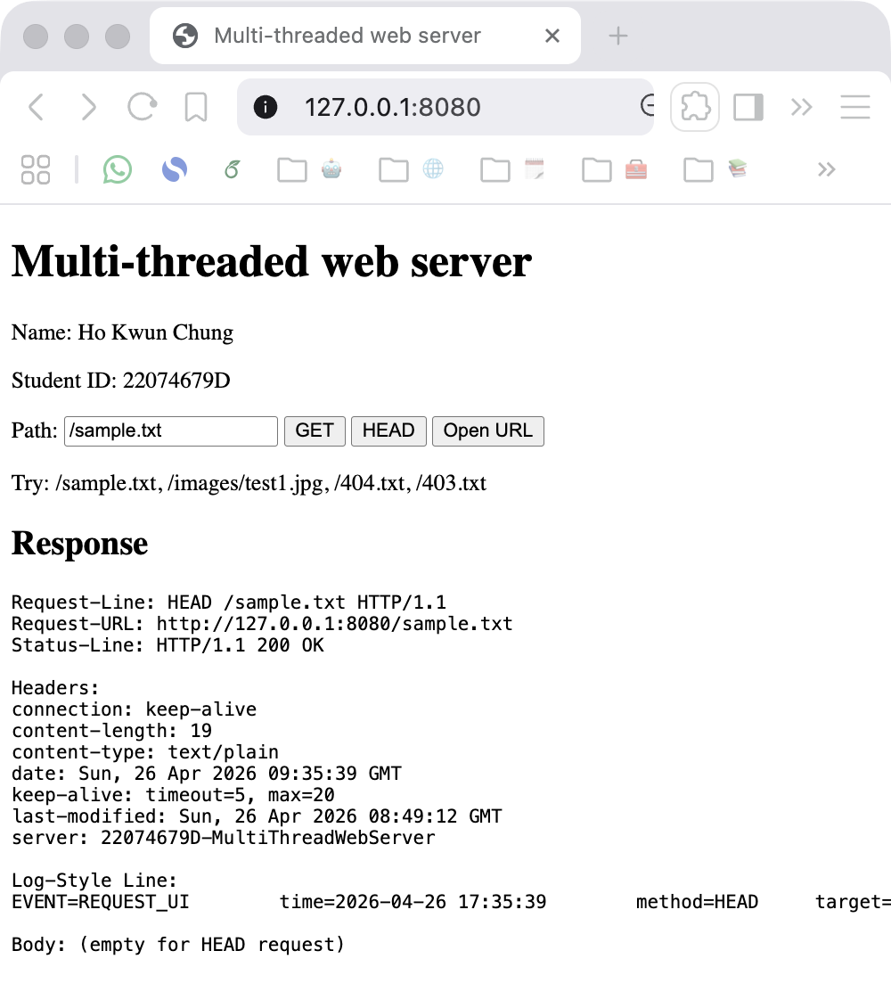 Multi-threaded web server
127.0.0.1:8080
Multi-threaded web server
Name: Ho Kwun Chung
Student ID: 22074679D
Path: /sample.txt GET HEAD Open URL
Try: /sample.txt, /images/test1.jpg, /404.txt, /403.txt
Response
Request-Line: HEAD /sample.txt HTTP/1.1
Request-URL: http://127.0.0.1:8080/sample.txt
Status-Line: HTTP/1.1 200 OK
Headers:
connection: keep-alive
content-length: 19
content-type: text/plain
date: Sun, 26 Apr 2026 09:35:39 GMT
keep-alive: timeout=5, max=20
last-modified: Sun, 26 Apr 2026 08:49:12 GMT
server: 22074679D-MultiThreadWebServer
Log-Style Line:
EVENT=REQUEST_UI time=2026-04-26 17:35:39 method=HEAD target=
Body: (empty for HEAD request)